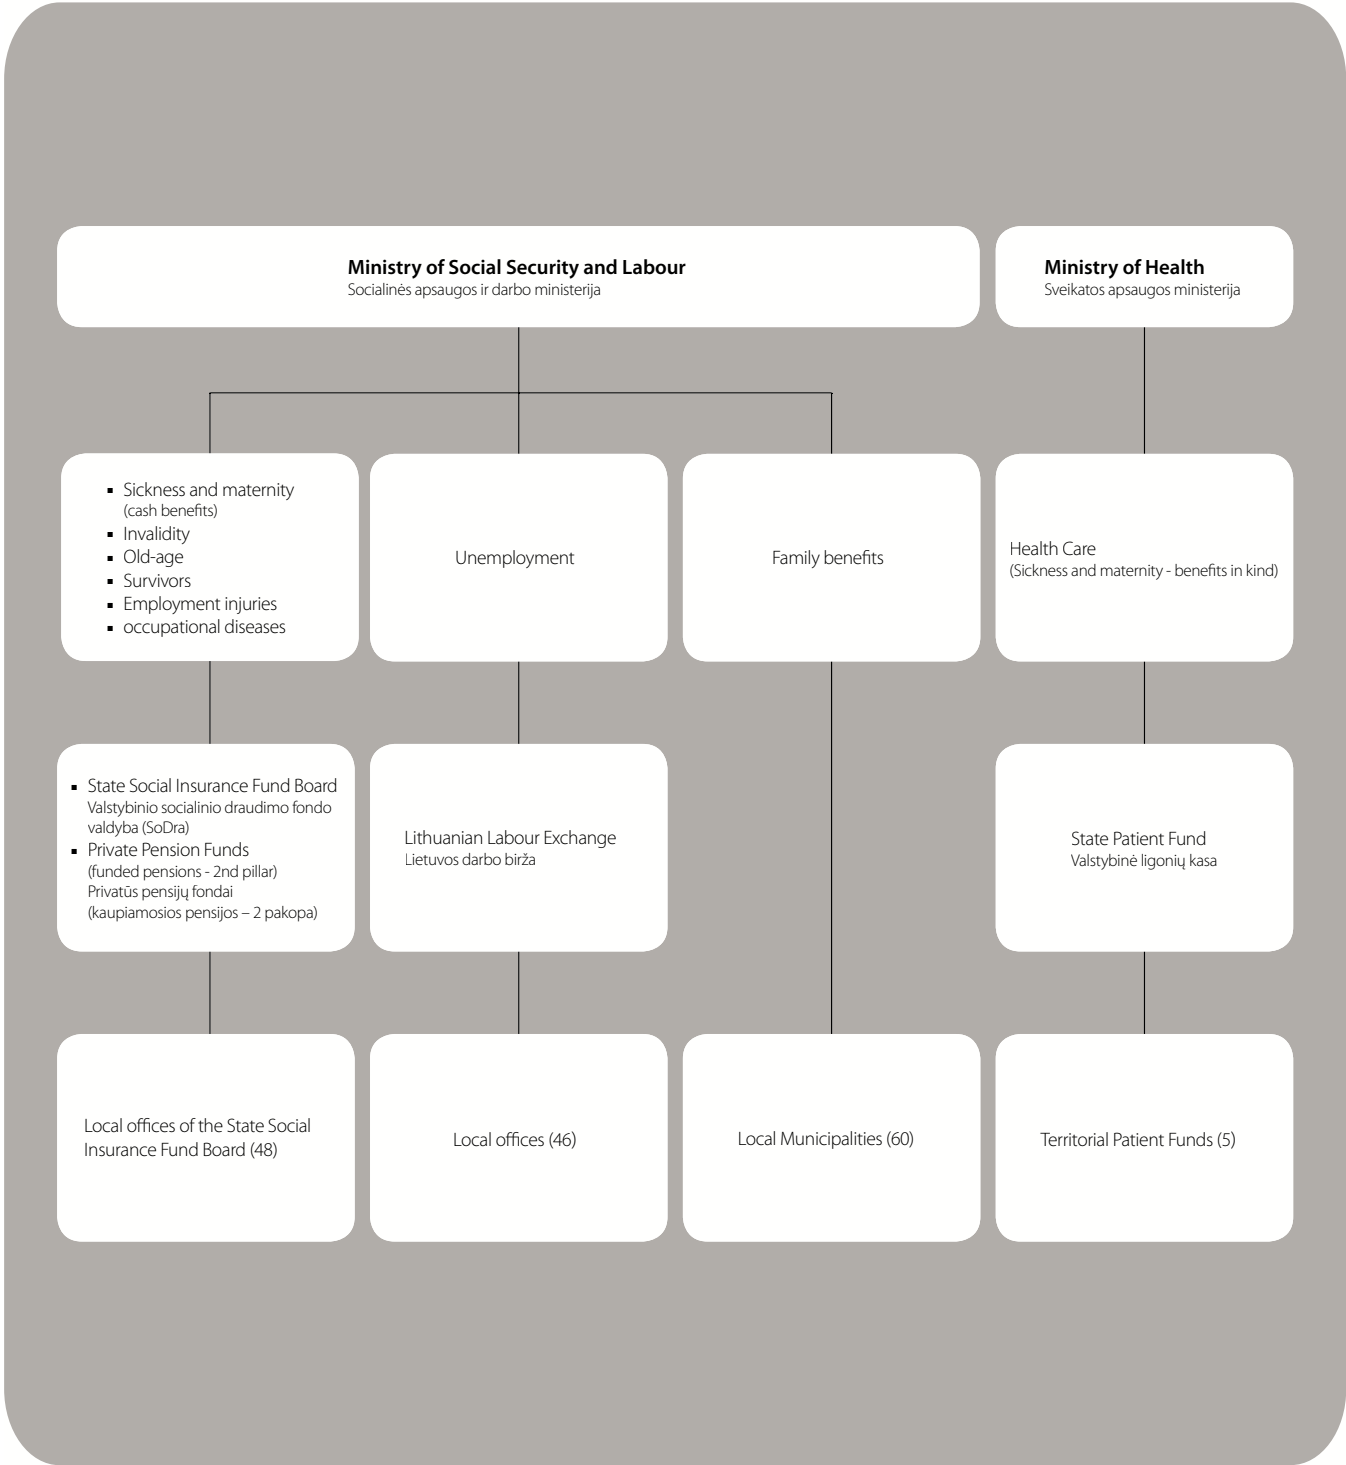 Ministry of Social Security and Labour
Socialinės apsaugos ir darbo ministerija
Ministry of Health
Sveikatos apsaugos ministerija
▪ Sickness and maternity
(cash benefits)
▪ Invalidity
▪ Old-age
▪ Survivors
▪ Employment injuries
▪ occupational diseases
Unemployment
Family benefits
Health Care
(Sickness and maternity - benefits in kind)
▪ State Social Insurance Fund Board
Valstybinio socialinio draudimo fondo
valdyba (SoDra)
▪ Private Pension Funds
(funded pensions - 2nd pillar)
Privatūs pensijų fondai
(kaupiamosios pensijos – 2 pakopa)
Lithuanian Labour Exchange
Lietuvos darbo birža
State Patient Fund
Valstybinė ligonių kasa
Local offices of the State Social
Insurance Fund Board (48)
Local offices (46)
Local Municipalities (60)
Territorial Patient Funds (5)